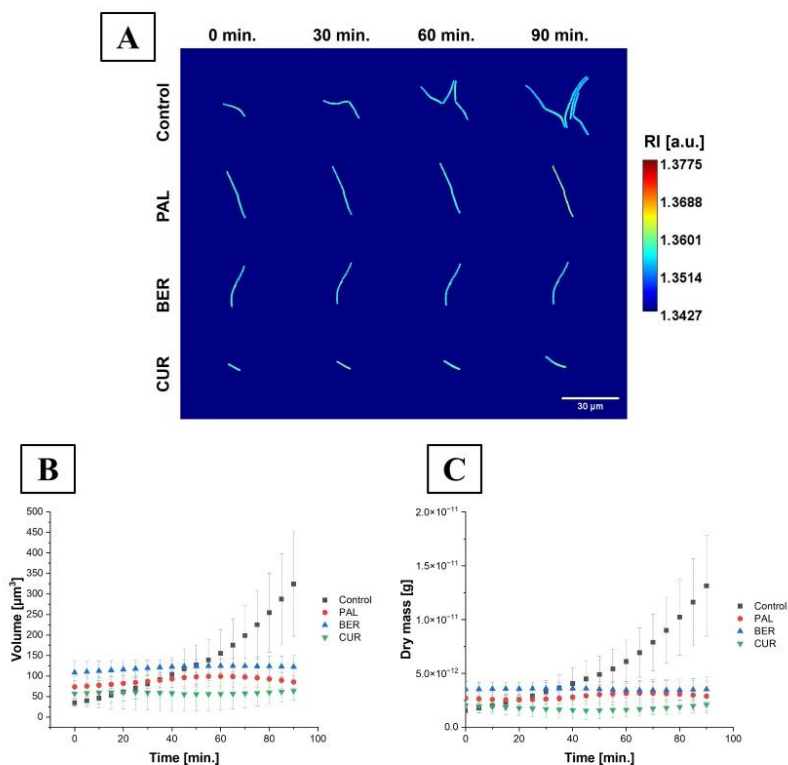 A
0 min. 30 min. 60 min. 90 min.
Control
PAL
BER
CUR
RI [a.u.]
1.3775
1.3688
1.3601
1.3514
1.3427
30 µm
B
Volume [µm³]
500
450
400
350
300
250
200
150
100
50
0
0 20 40 60 80 100
Time [min.]
Control
PAL
BER
CUR
C
Dry mass [g]
2.0×10⁻¹¹
1.5×10⁻¹¹
1.0×10⁻¹¹
5.0×10⁻¹²
0.0
0 20 40 60 80 100
Time [min.]
Control
PAL
BER
CUR